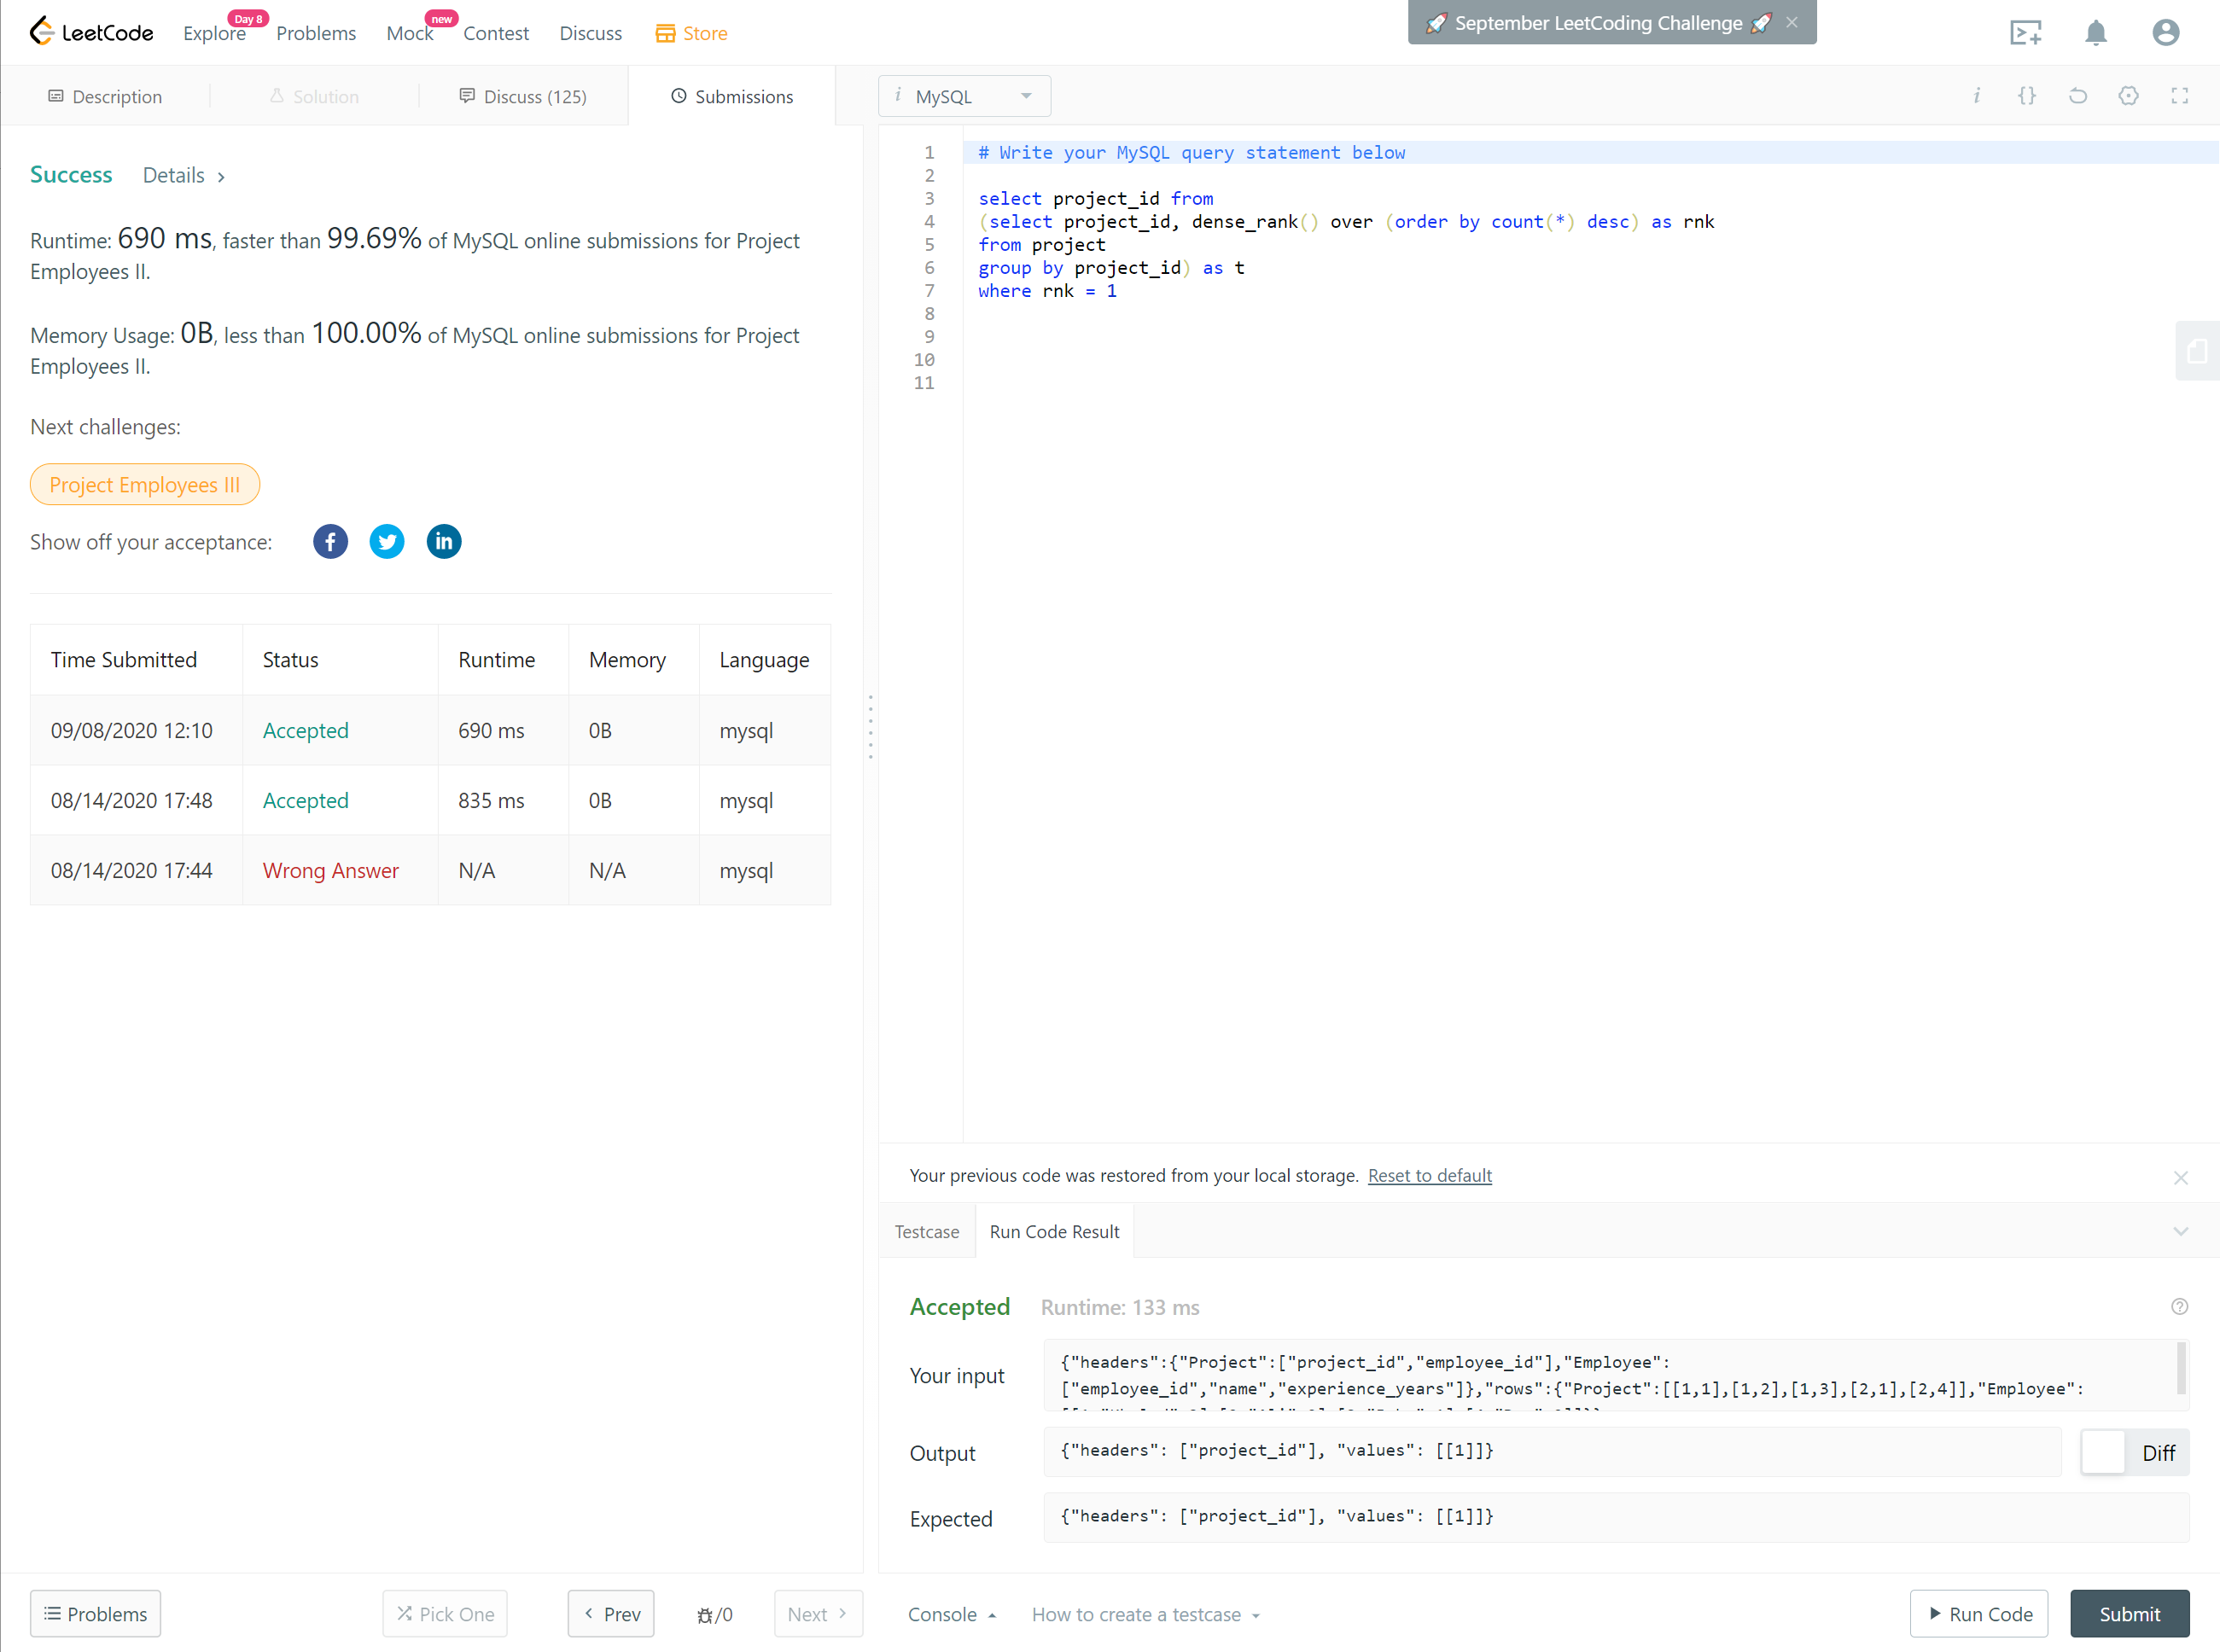 LeetCode Explore Day 8 Problems Mock new Contest Discuss Store
🚀 September LeetCoding Challenge 🚀 ×
Description Solution Discuss (125) Submissions
i MySQL
Success Details >
Runtime: 690 ms, faster than 99.69% of MySQL online submissions for Project
Employees II.
Memory Usage: 0B, less than 100.00% of MySQL online submissions for Project
Employees II.
Next challenges:
Project Employees III
Show off your acceptance:
Time Submitted Status Runtime Memory Language
09/08/2020 12:10 Accepted 690 ms 0B mysql
08/14/2020 17:48 Accepted 835 ms 0B mysql
08/14/2020 17:44 Wrong Answer N/A N/A mysql
1 # Write your MySQL query statement below
2
3 select project_id from
4 (select project_id, dense_rank() over (order by count(*) desc) as rnk
5 from project
6 group by project_id) as t
7 where rnk = 1
8
9
10
11
Your previous code was restored from your local storage. Reset to default
Testcase Run Code Result
Accepted Runtime: 133 ms
Your input
{"headers":{"Project":["project_id","employee_id"],"Employee":
["employee_id","name","experience_years"]},"rows":{"Project":[[1,1],[1,2],[1,3],[2,1],[2,4]],"Employee":
Output {"headers": ["project_id"], "values": [[1]]} Diff
Expected {"headers": ["project_id"], "values": [[1]]}
Problems Pick One < Prev /0 Next > Console How to create a testcase Run Code Submit